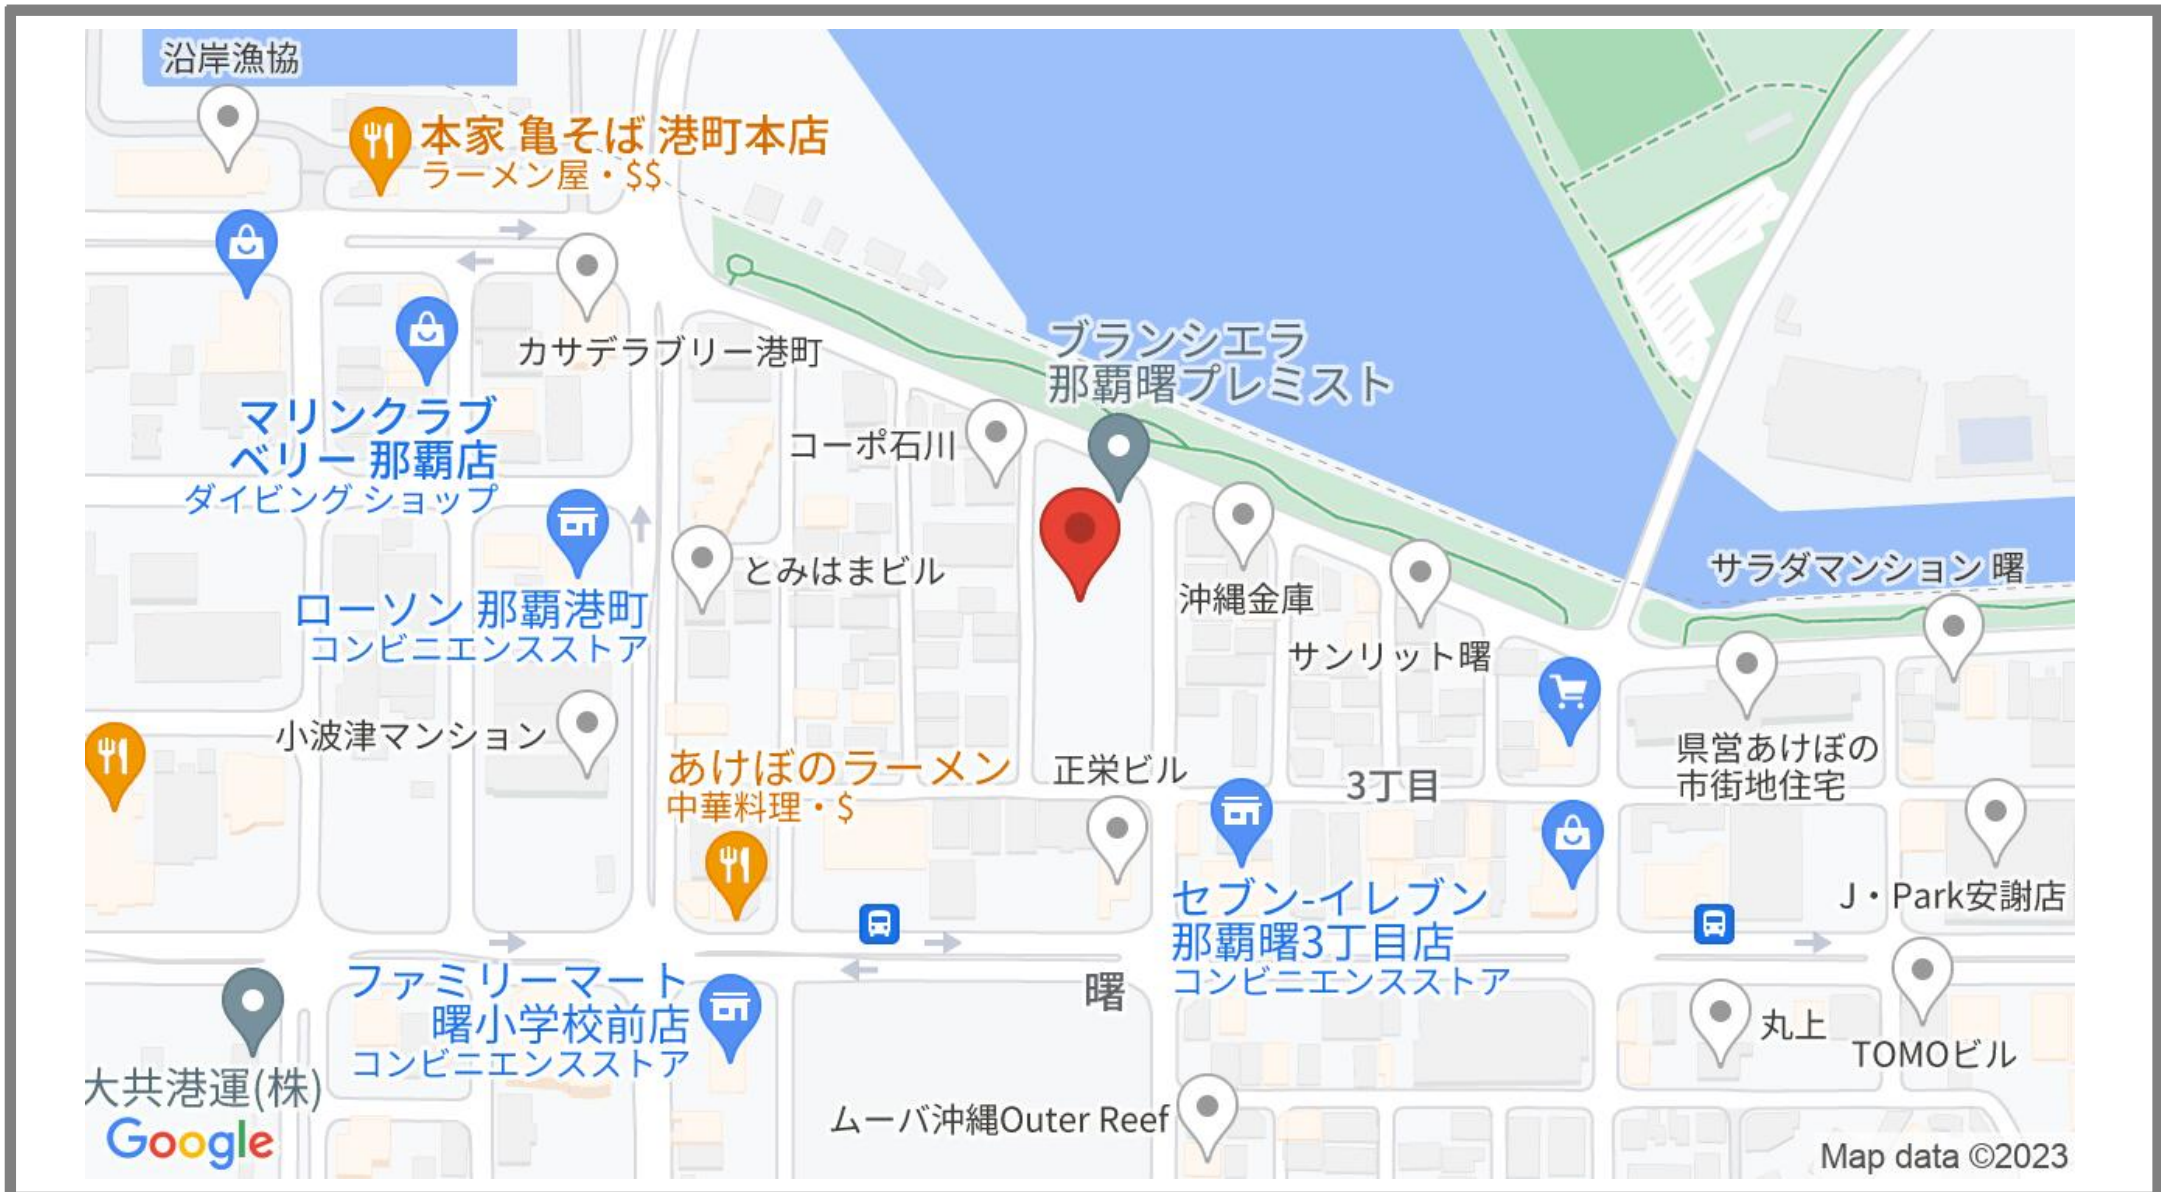 沿岸漁協
本家 亀そば 港町本店
ラーメン屋・$$
カサデラブリー港町
ブランシエラ
那覇曙プレミスト
マリンクラブ
ベリー 那覇店
ダイビング ショップ
コーポ石川
ローソン 那覇港町
コンビニエンスストア
とみはまビル
沖縄金庫
サンリット曙
サラダマンション 曙
小波津マンション
あけぼのラーメン
中華料理・$
正栄ビル
3丁目
県営あけぼの
市街地住宅
セブン-イレブン
那覇曙3丁目店
コンビニエンスストア
J・Park安謝店
ファミリーマート
曙小学校前店
コンビニエンスストア
曙
丸上
TOMOビル
大共港運(株)
ムーバ沖縄Outer Reef
Google
Map data ©2023